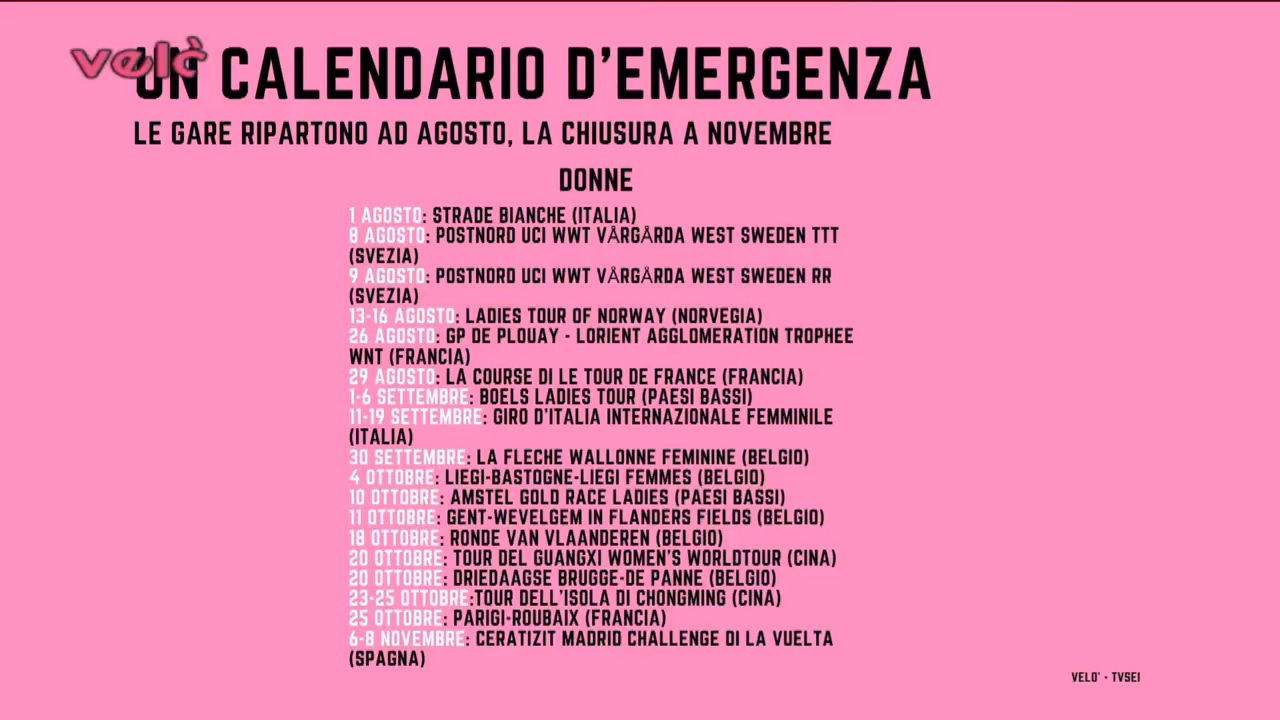 velò
UN CALENDARIO D'EMERGENZA
LE GARE RIPARTONO AD AGOSTO, LA CHIUSURA A NOVEMBRE
DONNE
1 AGOSTO: STRADE BIANCHE (ITALIA)
8 AGOSTO: POSTNORD UCI WWT VÅRGÅRDA WEST SWEDEN TTT
(SVEZIA)
9 AGOSTO: POSTNORD UCI WWT VÅRGÅRDA WEST SWEDEN RR
(SVEZIA)
13-16 AGOSTO: LADIES TOUR OF NORWAY (NORVEGIA)
26 AGOSTO: GP DE PLOUAY - LORIENT AGGLOMERATION TROPHEE
WNT (FRANCIA)
29 AGOSTO: LA COURSE DI LE TOUR DE FRANCE (FRANCIA)
1-6 SETTEMBRE: BOELS LADIES TOUR (PAESI BASSI)
11-19 SETTEMBRE: GIRO D'ITALIA INTERNAZIONALE FEMMINILE
(ITALIA)
30 SETTEMBRE: LA FLECHE WALLONNE FEMININE (BELGIO)
4 OTTOBRE: LIEGI-BASTOGNE-LIEGI FEMMES (BELGIO)
10 OTTOBRE: AMSTEL GOLD RACE LADIES (PAESI BASSI)
11 OTTOBRE: GENT-WEVELGEM IN FLANDERS FIELDS (BELGIO)
18 OTTOBRE: RONDE VAN VLAANDEREN (BELGIO)
20 OTTOBRE: TOUR DEL GUANGXI WOMEN'S WORLDTOUR (CINA)
20 OTTOBRE: DRIEDAAGSE BRUGGE-DE PANNE (BELGIO)
23-25 OTTOBRE:TOUR DELL'ISOLA DI CHONGMING (CINA)
25 OTTOBRE: PARIGI-ROUBAIX (FRANCIA)
6-8 NOVEMBRE: CERATIZIT MADRID CHALLENGE DI LA VUELTA
(SPAGNA)
VELO' - TVSEI